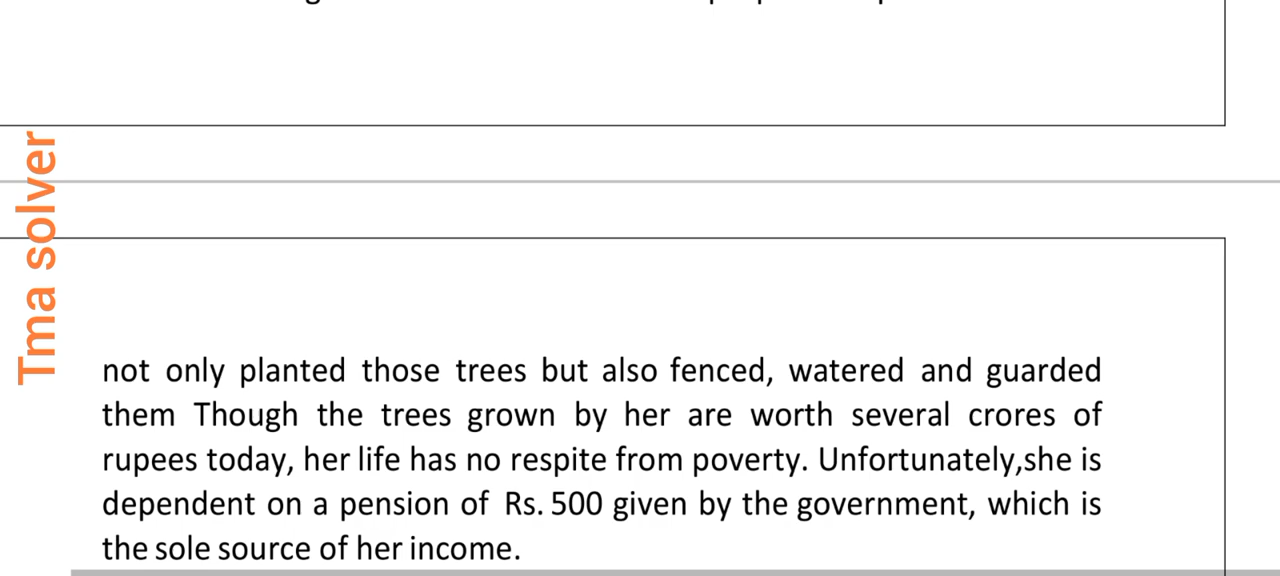 Tma solver
not only planted those trees but also fenced, watered and guarded
them Though the trees grown by her are worth several crores of
rupees today, her life has no respite from poverty. Unfortunately,she is
dependent on a pension of Rs. 500 given by the government, which is
the sole source of her income.